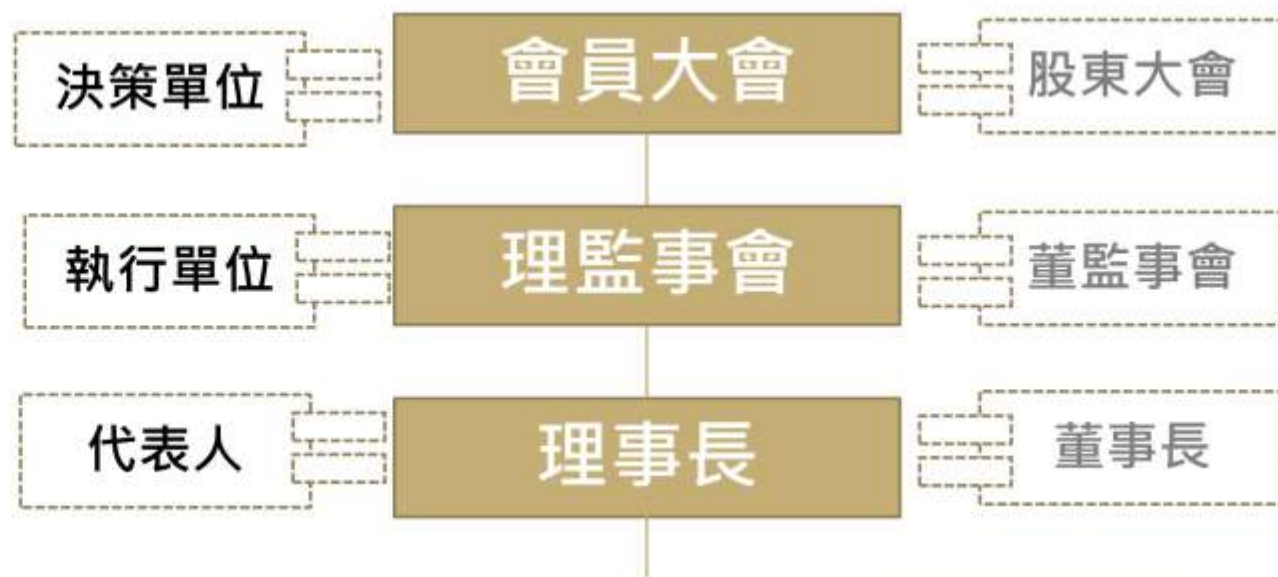 決策單位
會員大會
股東大會
執行單位
理監事會
董監事會
代表人
理事長
董事長